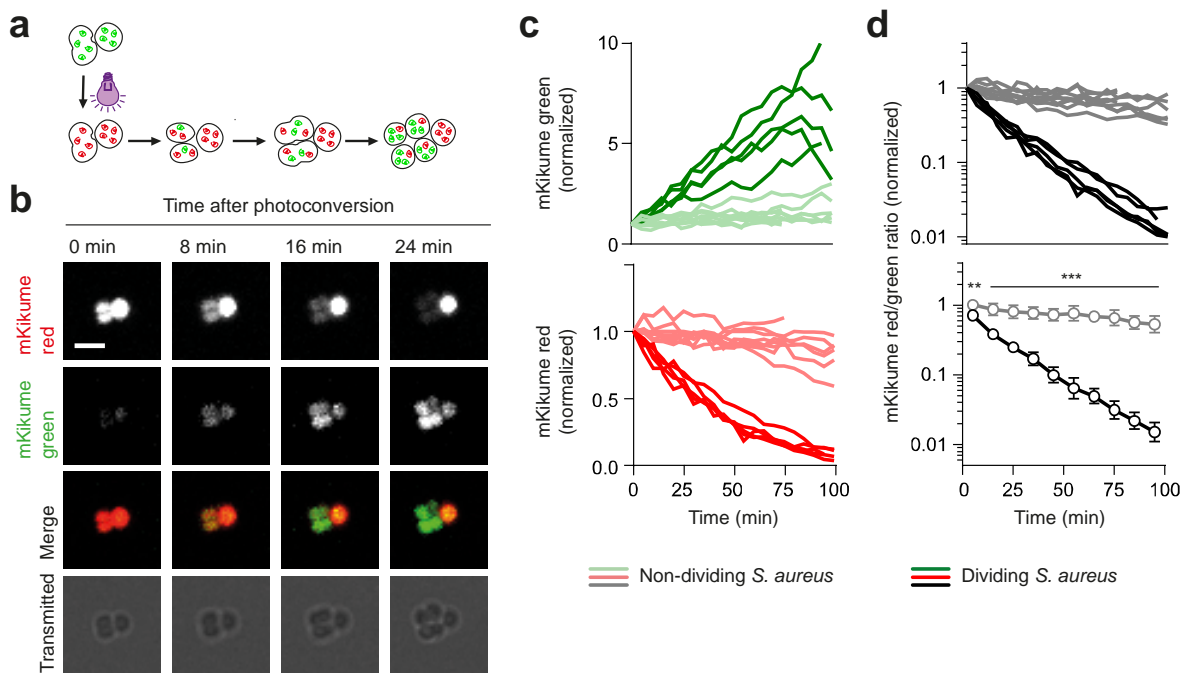 a
b
Time after photoconversion
0 min
8 min
16 min
24 min
mKikume
red
mKikume
green
Merge
Transmitted
c
10
5
0
mKikume green
(normalized)
1.0
0.5
0.0
mKikume red
(normalized)
0
25
50
75
100
Time (min)
Non-dividing S. aureus
d
1
0.1
0.01
mKikume red/green ratio (normalized)
**
***
1
0.1
0.01
0
25
50
75
100
Time (min)
Dividing S. aureus